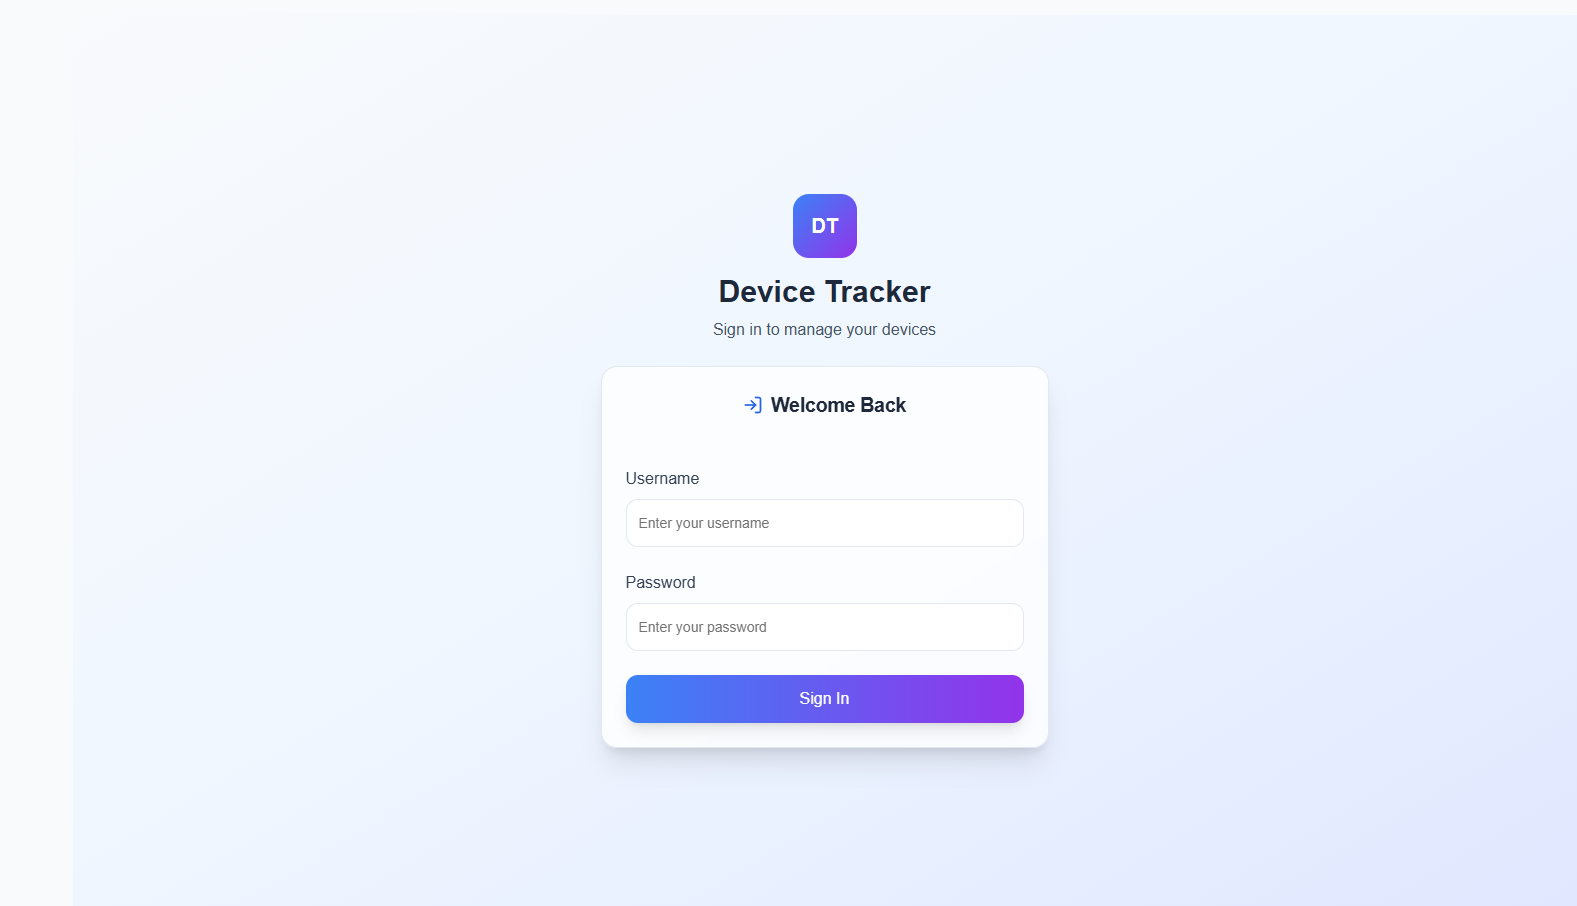 DT
Device Tracker
Sign in to manage your devices
Welcome Back
Username
Enter your username
Password
Enter your password
Sign In